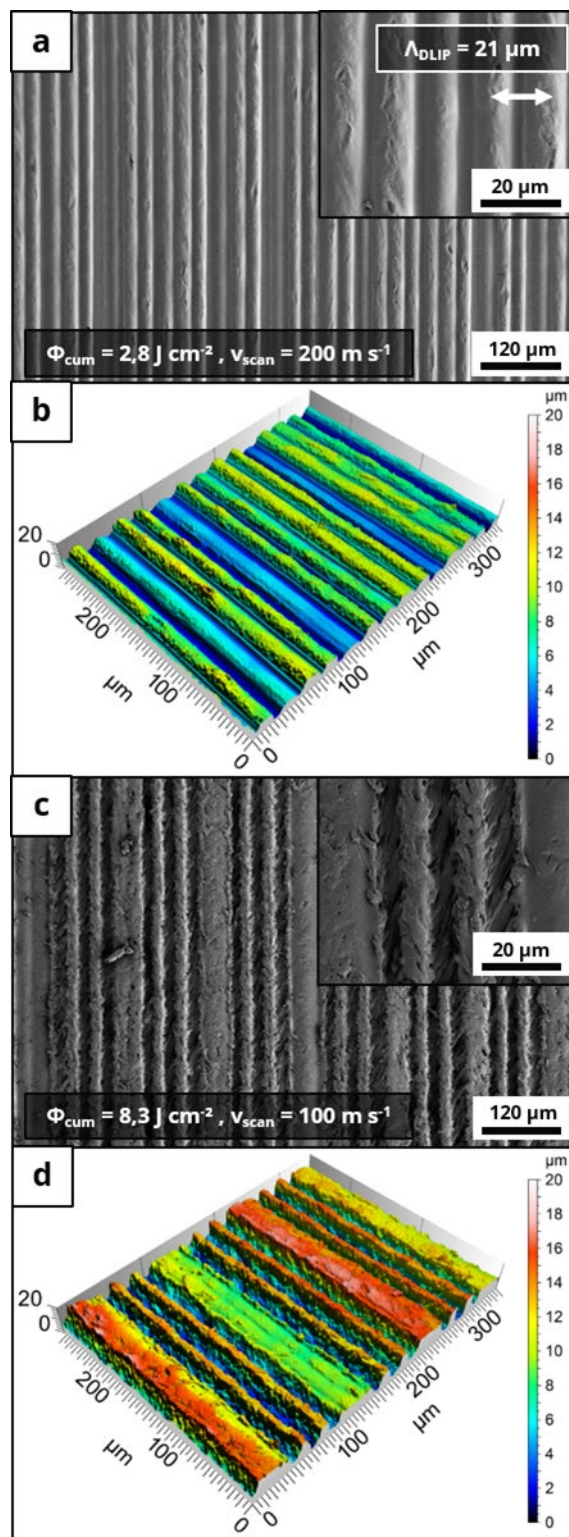 a
ΛDLIP = 21 µm
20 µm
Φcum = 2,8 J cm⁻² , vscan = 200 m s⁻¹
120 µm
b
µm
20
18
16
14
12
10
8
6
4
2
0
20
0
200
100
0
µm
0
100
200
300
µm
c
20 µm
Φcum = 8,3 J cm⁻² , vscan = 100 m s⁻¹
120 µm
d
µm
20
18
16
14
12
10
8
6
4
2
0
20
0
200
100
0
µm
0
100
200
300
µm